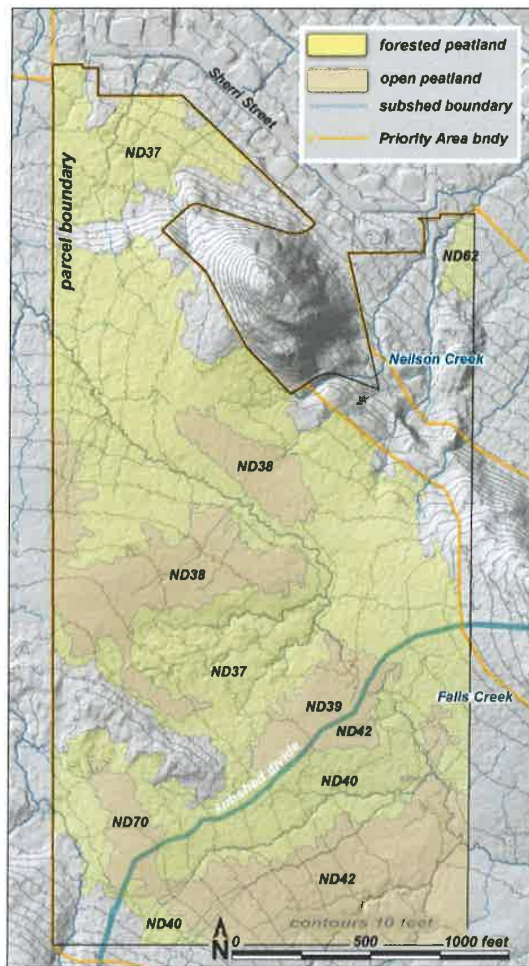 forested peatland
open peatland
subshed boundary
Priority Area bndy
Sherri Street
ND37
parcel boundary
ND62
Neilson Creek
ND38
ND38
ND37
ND39
Falls Creek
ND42
subshed divide
ND40
ND70
ND42
ND40
contours 10 feet
N
0 500 1000 feet